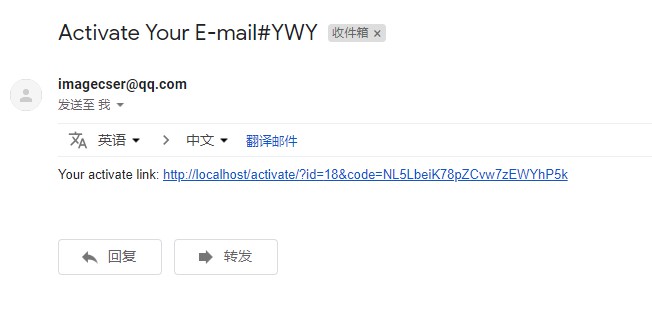 Activate Your E-mail#YWY 收件箱 ×
imagecser@qq.com
发送至 我
英语 中文 翻译邮件
Your activate link: http://localhost/activate/?id=18&code=NL5LbeiK78pZCvw7zEWYhP5k
回复 转发